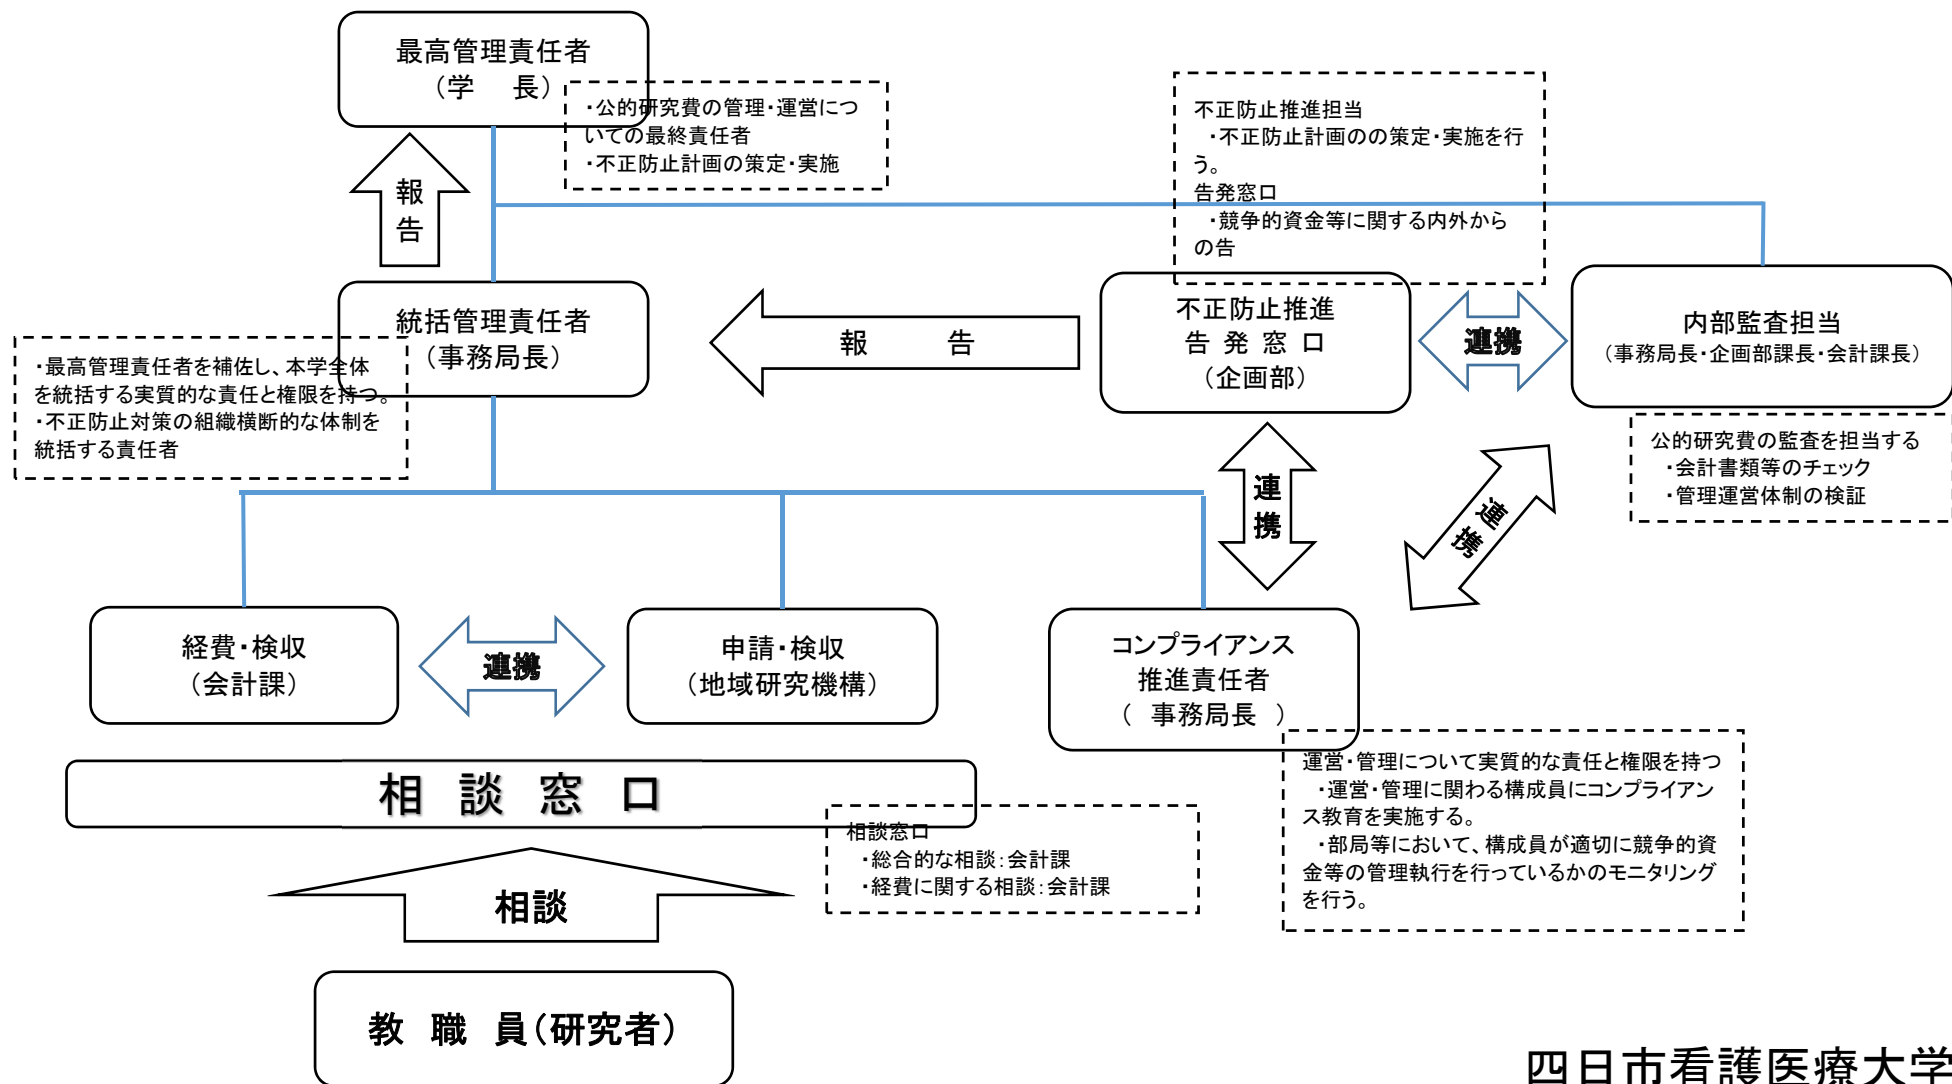 最高管理責任者
（学　長）
・公的研究費の管理・運営につ
いての最終責任者
・不正防止計画の策定・実施
不正防止推進担当
・不正防止計画のの策定・実施を行
う。
告発窓口
・競争的資金等に関する内外から
の告
報
告
統括管理責任者
（事務局長）
・最高管理責任者を補佐し、本学全体
を統括する実質的な責任と権限を持つ。
・不正防止対策の組織横断的な体制を
統括する責任者
報　告
不正防止推進
告 発 窓 口
（企画部）
連携
内部監査担当
（事務局長・企画部課長・会計課長）
公的研究費の監査を担当する
・会計書類等のチェック
・管理運営体制の検証
連
携
連
携
経費・検収
（会計課）
連携
申請・検収
（地域研究機構）
コンプライアンス
推進責任者
（ 事務局長 ）
運営・管理について実質的な責任と権限を持つ
・運営・管理に関わる構成員にコンプライアン
ス教育を実施する。
・部局等において、構成員が適切に競争的資
金等の管理執行を行っているかのモニタリング
を行う。
相 談 窓 口
相談窓口
・総合的な相談：会計課
・経費に関する相談：会計課
相談
教 職 員（研究者）
四日市看護医療大学